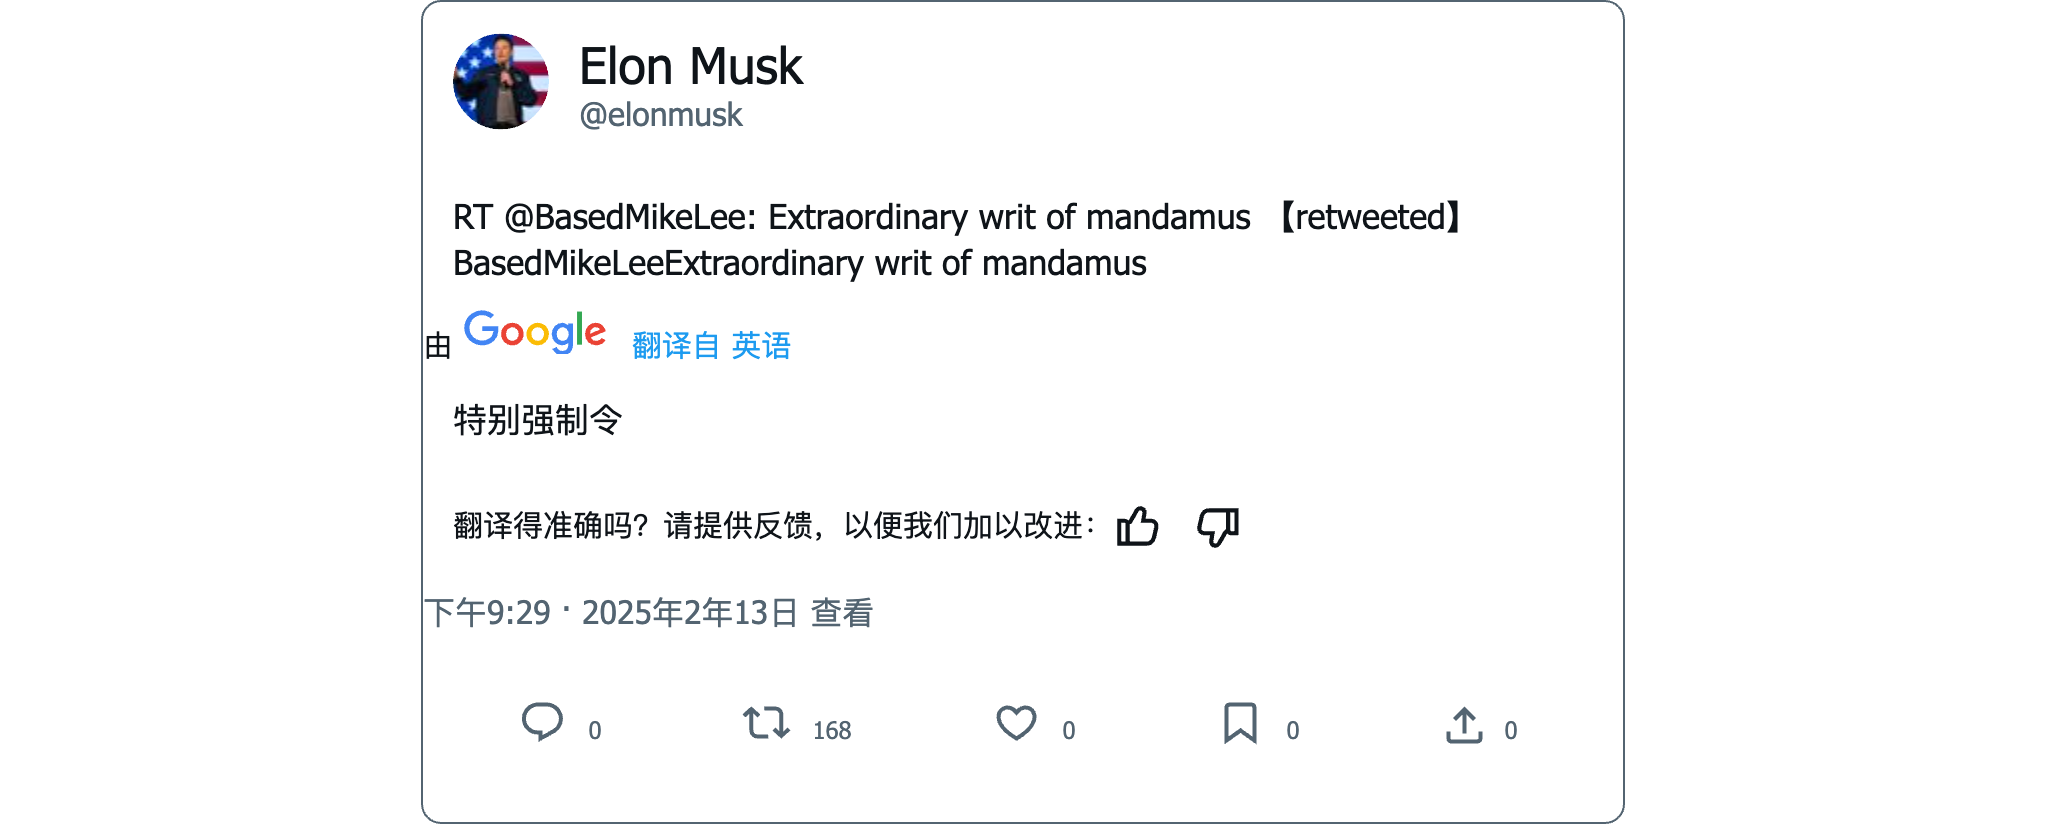 Elon Musk
@elonmusk
RT @BasedMikeLee: Extraordinary writ of mandamus 【retweeted】
BasedMikeLeeExtraordinary writ of mandamus
由 Google 翻译自 英语
特别强制令
翻译得准确吗？请提供反馈，以便我们加以改进：
下午9:29 · 2025年2年13日 查看
0 168 0 0 0